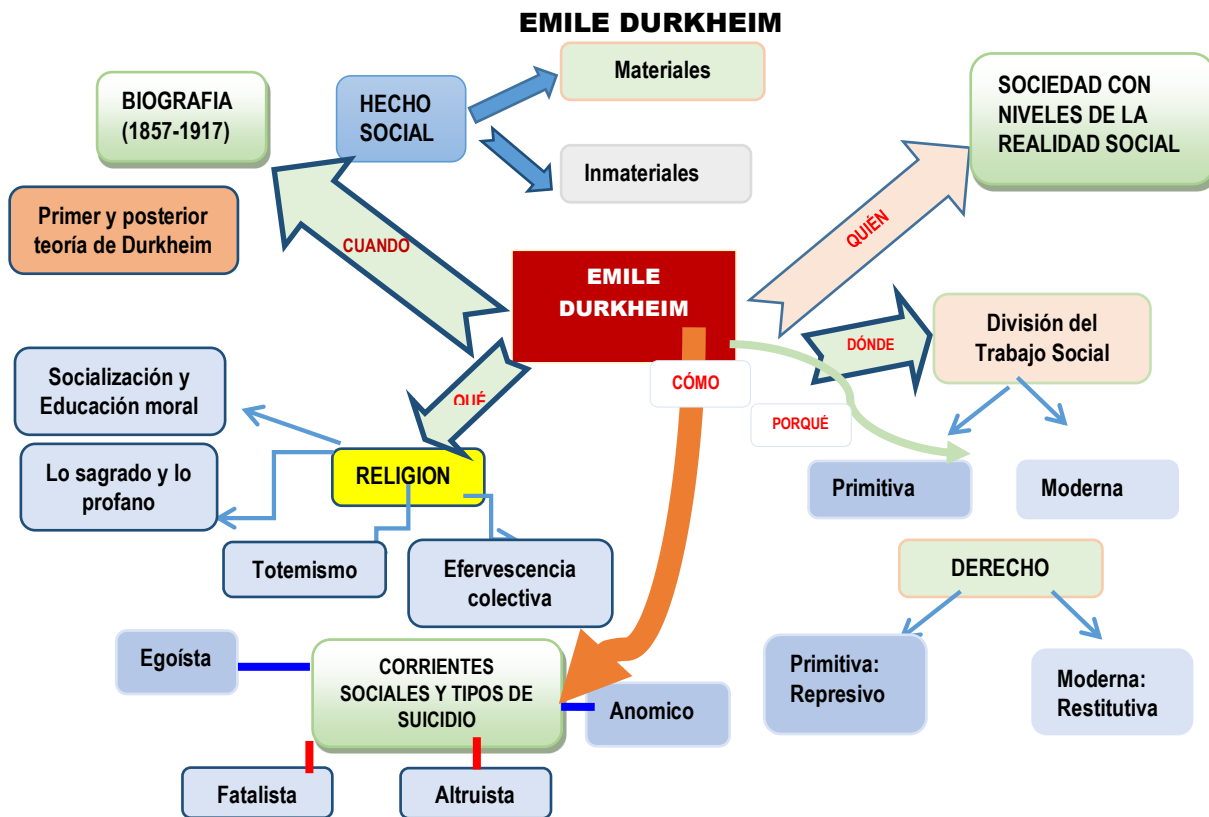 EMILE DURKHEIM
BIOGRAFIA
(1857-1917)
HECHO
SOCIAL
Materiales
Inmateriales
SOCIEDAD CON
NIVELES DE LA
REALIDAD SOCIAL
Primer y posterior
teoría de Durkheim
CUANDO
QUIÉN
EMILE
DURKHEIM
DÓNDE
División del
Trabajo Social
CÓMO
PORQUÉ
QUÉ
Socialización y
Educación moral
Lo sagrado y lo
profano
RELIGION
Totemismo
Efervescencia
colectiva
Primitiva
Moderna
DERECHO
Primitiva:
Represivo
Moderna:
Restitutiva
Egoísta
CORRIENTES
SOCIALES Y TIPOS DE
SUICIDIO
Anomico
Fatalista
Altruista